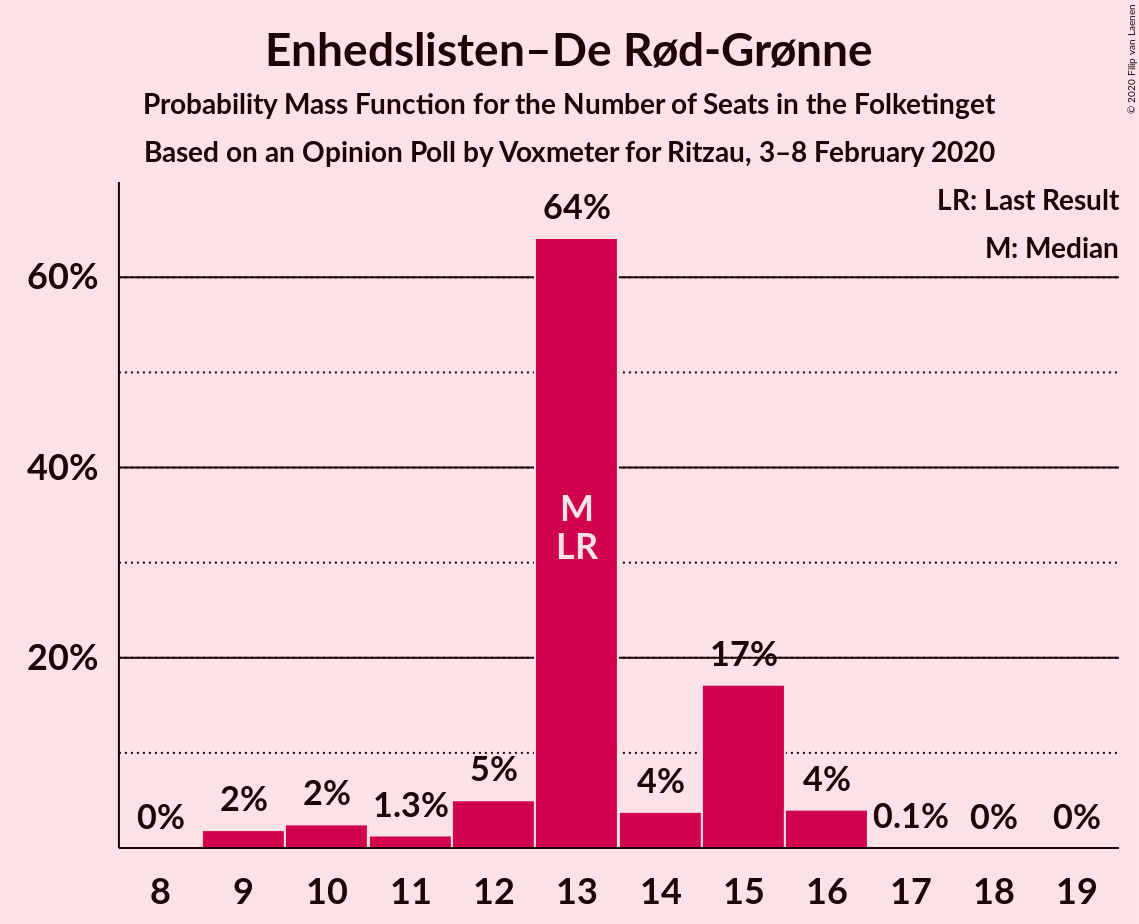 Enhedslisten–De Rød-Grønne
Probability Mass Function for the Number of Seats in the Folketinget
Based on an Opinion Poll by Voxmeter for Ritzau, 3–8 February 2020
© 2020 Filip van Laenen
LR: Last Result
M: Median
64%
60%
40%
M
LR
20%
17%
0%
2%
2%
1.3%
5%
4%
4%
0.1%
0%
0%
8 9 10 11 12 13 14 15 16 17 18 19